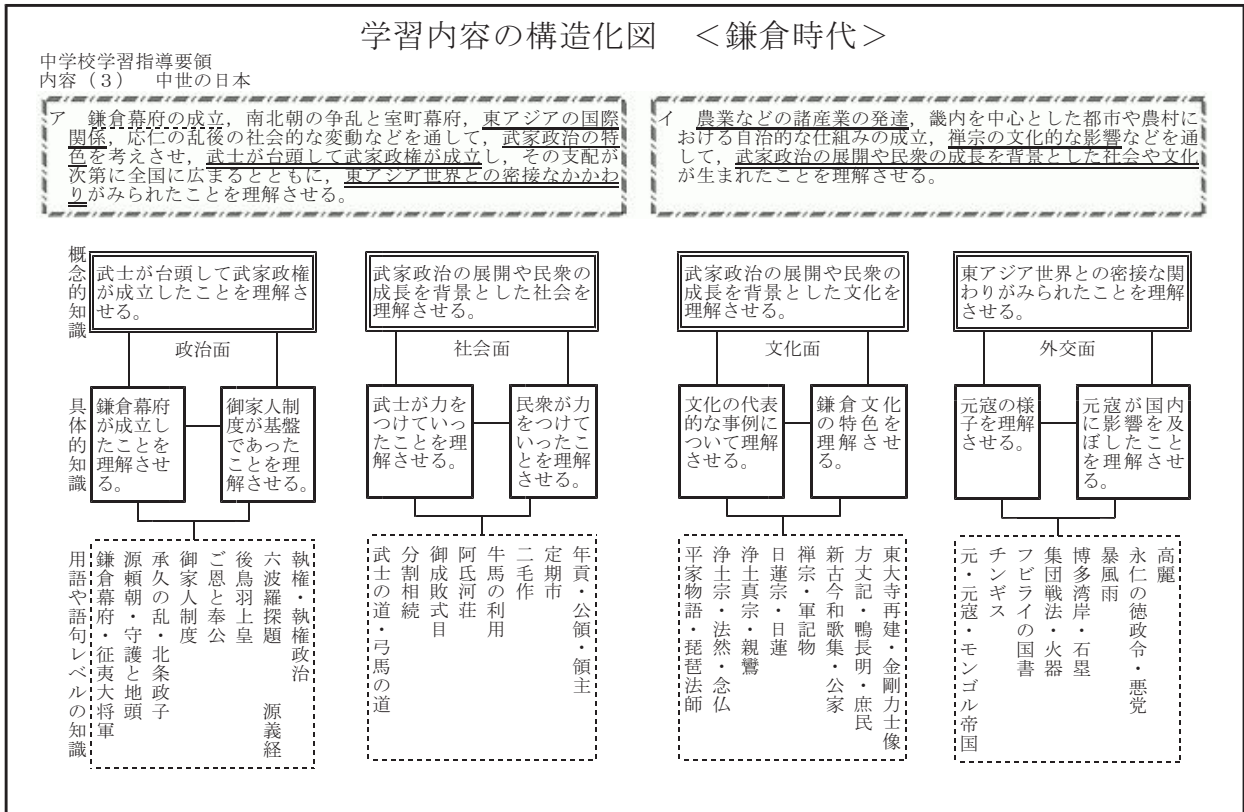 学習内容の構造化図　＜鎌倉時代＞
中学校学習指導要領
内容（3）　中世の日本
ア　鎌倉幕府の成立，南北朝の争乱と室町幕府，東アジアの国際
関係，応仁の乱後の社会的な変動などを通して，武家政治の特
色を考えさせ，武士が台頭して武家政権が成立し，その支配が
次第に全国に広まるとともに，東アジア世界との密接なかかわ
りがみられたことを理解させる。
イ　農業などの諸産業の発達，畿内を中心とした都市や農村に
おける自治的な仕組みの成立，禅宗の文化的な影響などを通
して，武家政治の展開や民衆の成長を背景とした社会や文化
が生まれたことを理解させる。
概念的知識
武士が台頭して武家政権
が成立したことを理解さ
せる。
武家政治の展開や民衆の
成長を背景とした社会を
理解させる。
武家政治の展開や民衆の
成長を背景とした文化を
理解させる。
東アジア世界との密接な関
わりがみられたことを理解
させる。
政治面
社会面
文化面
外交面
具体的知識
鎌倉幕府
が成立し
たことを
理解させ
る。
御家人制
度が基盤
であった
ことを理
解させる。
武士が力を
つけていっ
たことを理
解させる。
民衆が力
をつけて
いったこ
とを理解
させる。
文化の代表
的な事例に
ついて理解
させる。
鎌倉文化
の特色を
理解させ
る。
元寇の様
子を理解
させる。
元寇が国内
に影響を及
ぼしたこと
を理解させ
る。
用語や語句レベルの知識
執権・執権政治
六波羅探題　源義経
後鳥羽上皇
ご恩と奉公
御家人制度
承久の乱・北条政子
源頼朝・守護と地頭
鎌倉幕府・征夷大将軍
年貢・公領・領主
定期市
二毛作
牛馬の利用
阿氏河荘
御成敗式目
分割相続
武士の道・弓馬の道
東大寺再建・金剛力士像
方丈記・鴨長明・庶民
新古今和歌集・公家
禅宗・軍記物
日蓮宗・日蓮
浄土真宗・親鸞
浄土宗・法然・念仏
平家物語・琵琶法師
高麗
永仁の徳政令・悪党
暴風雨
博多湾岸・石塁
集団戦法・火器
フビライの国書
チンギス
元・元寇・モンゴル帝国